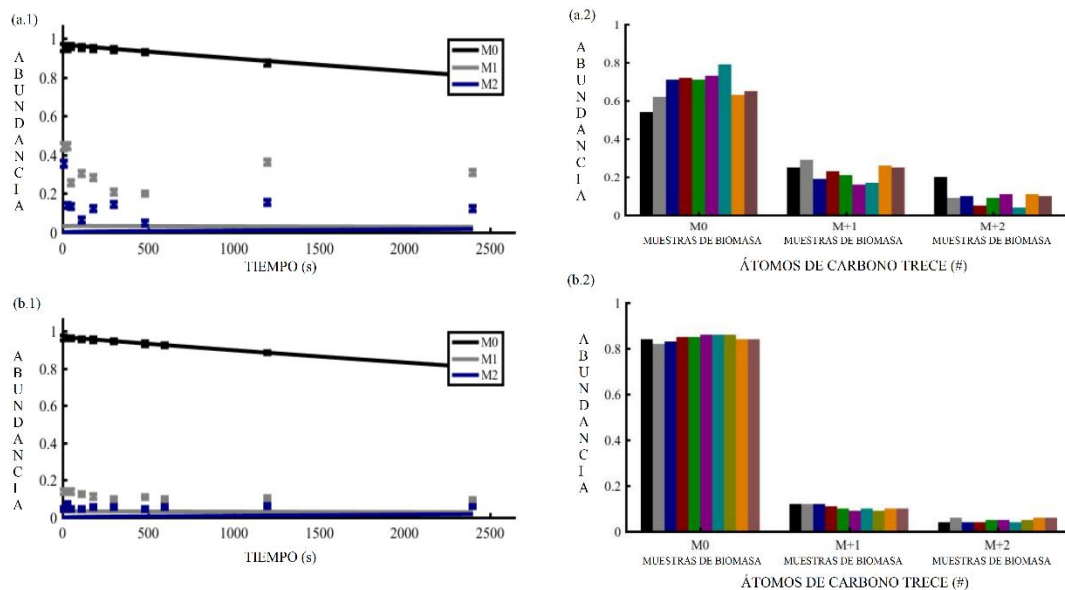 (a.1)
ABUNDANCIA
1
0.8
0.6
0.4
0.2
0
0 500 1000 1500 2000 2500
TIEMPO (s)
M0
M1
M2
(a.2)
ABUNDANCIA
1
0.8
0.6
0.4
0.2
0
M0 M+1 M+2
MUESTRAS DE BIOMASA MUESTRAS DE BIOMASA MUESTRAS DE BIOMASA
ÁTOMOS DE CARBONO TRECE (#)
(b.1)
ABUNDANCIA
1
0.8
0.6
0.4
0.2
0
0 500 1000 1500 2000 2500
TIEMPO (s)
M0
M1
M2
(b.2)
ABUNDANCIA
1
0.8
0.6
0.4
0.2
0
M0 M+1 M+2
MUESTRAS DE BIOMASA MUESTRAS DE BIOMASA MUESTRAS DE BIOMASA
ÁTOMOS DE CARBONO TRECE (#)